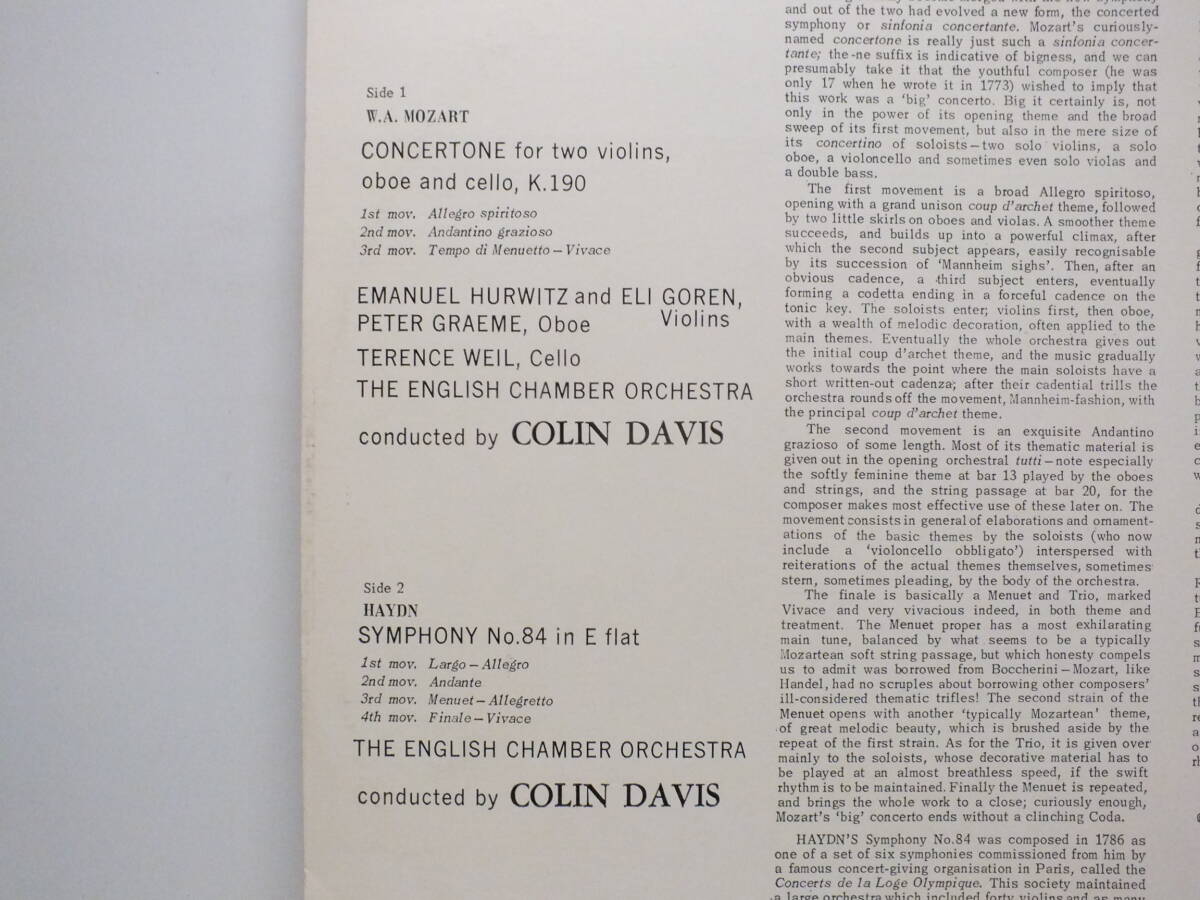 Side 1
W.A. MOZART
CONCERTONE for two violins,
oboe and cello, K.190
1st mov. Allegro spiritoso
2nd mov. Andantino grazioso
3rd mov. Tempo di Menuetto – Vivace
EMANUEL HURWITZ and ELI GOREN,
Violins
PETER GRAEME, Oboe
TERENCE WEIL, Cello
THE ENGLISH CHAMBER ORCHESTRA
conducted by COLIN DAVIS
Side 2
HAYDN
SYMPHONY No.84 in E flat
1st mov. Largo – Allegro
2nd mov. Andante
3rd mov. Menuet – Allegretto
4th mov. Finale – Vivace
THE ENGLISH CHAMBER ORCHESTRA
conducted by COLIN DAVIS
and out of the two had evolved a new form, the concerted
symphony or sinfonia concertante. Mozart's curiously-
named concertone is really just such a sinfonia concer-
tante; the -ne suffix is indicative of bigness, and we can
presumably take it that the youthful composer (he was
only 17 when he wrote it in 1773) wished to imply that
this work was a 'big' concerto. Big it certainly is, not
only in the power of its opening theme and the broad
sweep of its first movement, but also in the mere size of
its concertino of soloists – two solo violins, a solo
oboe, a violoncello and sometimes even solo violas and
a double bass.
The first movement is a broad Allegro spiritoso,
opening with a grand unison coup d'archet theme, followed
by two little skirls on oboes and violas. A smoother theme
succeeds, and builds up into a powerful climax, after
which the second subject appears, easily recognisable
by its succession of 'Mannheim sighs'. Then, after an
obvious cadence, a third subject enters, eventually
forming a codetta ending in a forceful cadence on the
tonic key. The soloists enter; violins first, then oboe,
with a wealth of melodic decoration, often applied to the
main themes. Eventually the whole orchestra gives out
the initial coup d'archet theme, and the music gradually
works towards the point where the main soloists have a
short written-out cadenza; after their cadential trills the
orchestra rounds off the movement, Mannheim-fashion, with
the principal coup d'archet theme.
The second movement is an exquisite Andantino
grazioso of some length. Most of its thematic material is
given out in the opening orchestral tutti – note especially
the softly feminine theme at bar 13 played by the oboes
and strings, and the string passage at bar 20, for the
composer makes most effective use of these later on. The
movement consists in general of elaborations and ornament-
ations of the basic themes by the soloists (who now
include a 'violoncello obbligato') interspersed with
reiterations of the actual themes themselves, sometimes
stern, sometimes pleading, by the body of the orchestra.
The finale is basically a Menuet and Trio, marked
Vivace and very vivacious indeed, in both theme and
treatment. The Menuet proper has a most exhilarating
main tune, balanced by what seems to be a typically
Mozartean soft string passage, but which honesty compels
us to admit was borrowed from Boccherini – Mozart, like
Handel, had no scruples about borrowing other composers'
ill-considered thematic trifles! The second strain of the
Menuet opens with another 'typically Mozartean' theme,
of great melodic beauty, which is brushed aside by the
repeat of the first strain. As for the Trio, it is given over
mainly to the soloists, whose decorative material has to
be played at an almost breathless speed, if the swift
rhythm is to be maintained. Finally the Menuet is repeated,
and brings the whole work to a close; curiously enough,
Mozart's 'big' concerto ends without a clinching Coda.
HAYDN'S Symphony No.84 was composed in 1786 as
one of a set of six symphonies commissioned from him by
a famous concert-giving organisation in Paris, called the
Concerts de la Loge Olympique. This society maintained
a large orchestra which included forty violins and as many